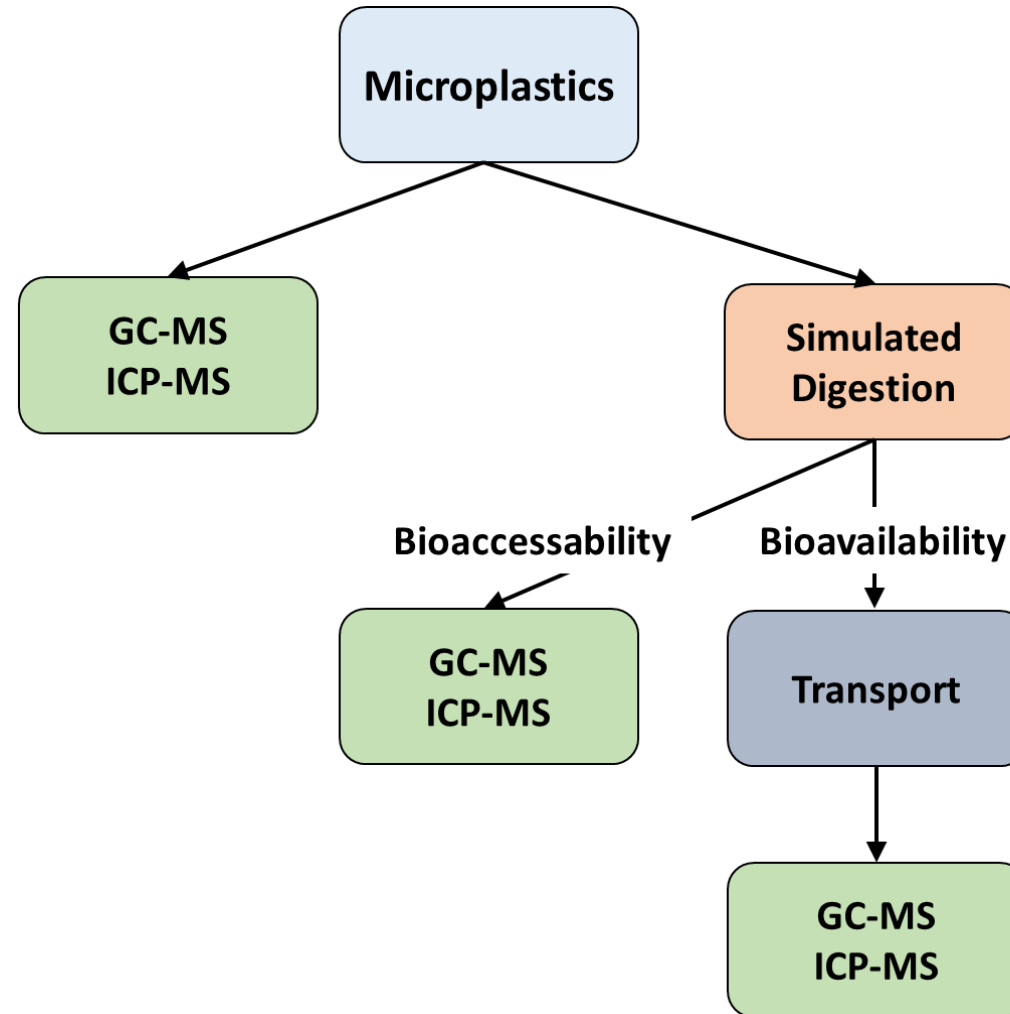 Microplastics
GC-MS
ICP-MS
Simulated
Digestion
Bioaccessability
Bioavailability
GC-MS
ICP-MS
Transport
GC-MS
ICP-MS